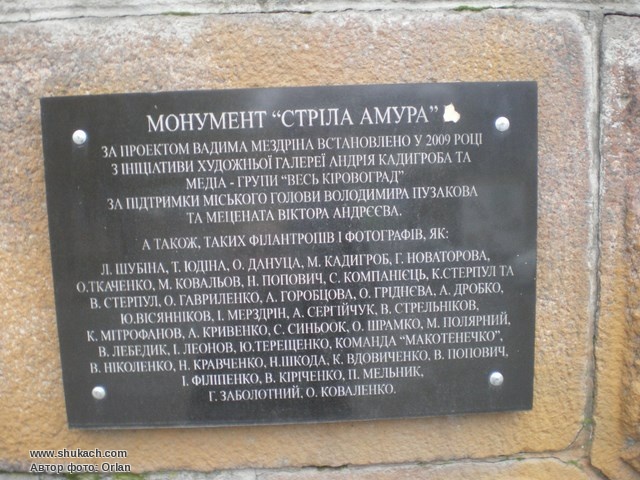 МОНУМЕНТ “СТРІЛА АМУРА”
ЗА ПРОЕКТОМ ВАДИМА МЕЗДРІНА ВСТАНОВЛЕНО У 2009 РОЦІ
З ІНІЦІАТИВИ ХУДОЖНЬОЇ ГАЛЕРЕЇ АНДРІЯ КАДИГРОБА ТА
МЕДІА - ГРУПИ “ВЕСЬ КІРОВОГРАД”
ЗА ПІДТРИМКИ МІСЬКОГО ГОЛОВИ ВОЛОДИМИРА ПУЗАКОВА
ТА МЕЦЕНАТА ВІКТОРА АНДРЄЄВА.
А ТАКОЖ, ТАКИХ ФІЛАНТРОПІВ І ФОТОГРАФІВ, ЯК:
Л. ШУБІНА, Т. ЮДІНА, О. ДАНУЦА, М. КАДИГРОБ, Г. НОВАТОРОВА,
О.ТКАЧЕНКО, М. КОВАЛЬОВ, Н. ПОПОВИЧ, С. КОМПАНІЄЦЬ, К.СТЕРПУЛ ТА
В. СТЕРПУЛ, О. ГАВРИЛЕНКО, А. ГОРОБЦОВА, О. ГРІДНЄВА, А. ДРОБКО,
Ю.ВІСЯННІКОВ, І. МЕРЗДРІН, А. СЕРГІЙЧУК, В. СТРЕЛЬНІКОВ,
К. МІТРОФАНОВ, А. КРИВЕНКО, С. СИНЬООК, О. ШРАМКО, М. ПОЛЯРНИЙ,
В. ЛЕБЕДИК, І. ЛЕОНОВ, Ю.ТЕРЕЩЕНКО, КОМАНДА “МАКОТЕНЕЧКО”,
В. НІКОЛЕНКО, Н. КРАВЧЕНКО, Н.ШКОДА, К. ВДОВИЧЕНКО, В. ПОПОВИЧ,
І. ФІЛІПЕНКО, В. КІРІЧЕНКО, П. МЕЛЬНИК,
Г. ЗАБОЛОТНИЙ, О. КОВАЛЕНКО.
www.shukach.com
Автор фото: Orlan